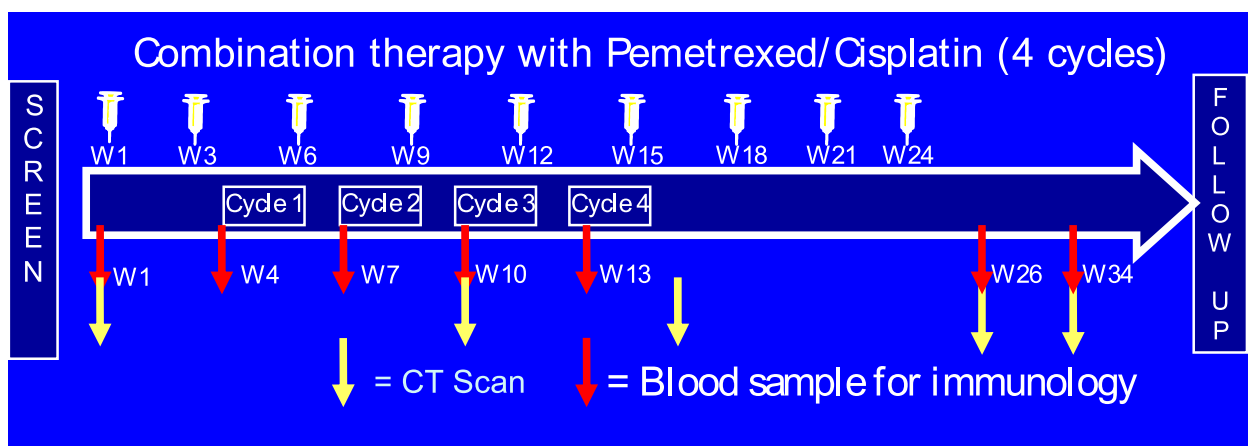 Combination therapy with Pemetrexed/Cisplatin (4 cycles)
SCREEN
W1 W3 W6 W9 W12 W15 W18 W21 W24
Cycle 1 Cycle 2 Cycle 3 Cycle 4
W1 W4 W7 W10 W13 W26 W34
= CT Scan
= Blood sample for immunology
FOLLOW UP